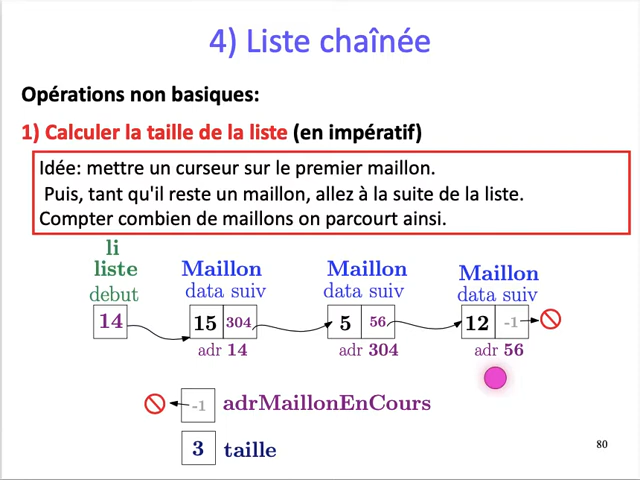 4) Liste chaînée
Opérations non basiques:
1) Calculer la taille de la liste (en impératif)
Idée: mettre un curseur sur le premier maillon.
Puis, tant qu'il reste un maillon, allez à la suite de la liste.
Compter combien de maillons on parcourt ainsi.
li
liste Maillon Maillon Maillon
debut data suiv data suiv data suiv
14 15 304 5 56 12 -1
adr 14 adr 304 adr 56
-1 adrMaillonEnCours
3 taille
80